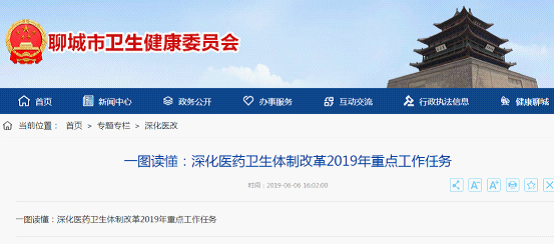 聊城市卫生健康委员会
首页 新闻中心 政务公开 办事服务 互动交流 行政执法信息 健康聊城
当前位置： 首页 > 专题专栏 > 深化医改
一图读懂：深化医药卫生体制改革2019年重点工作任务
时间：2019-06-06 16:02:00
A- A+
一图读懂：深化医药卫生体制改革2019年重点工作任务